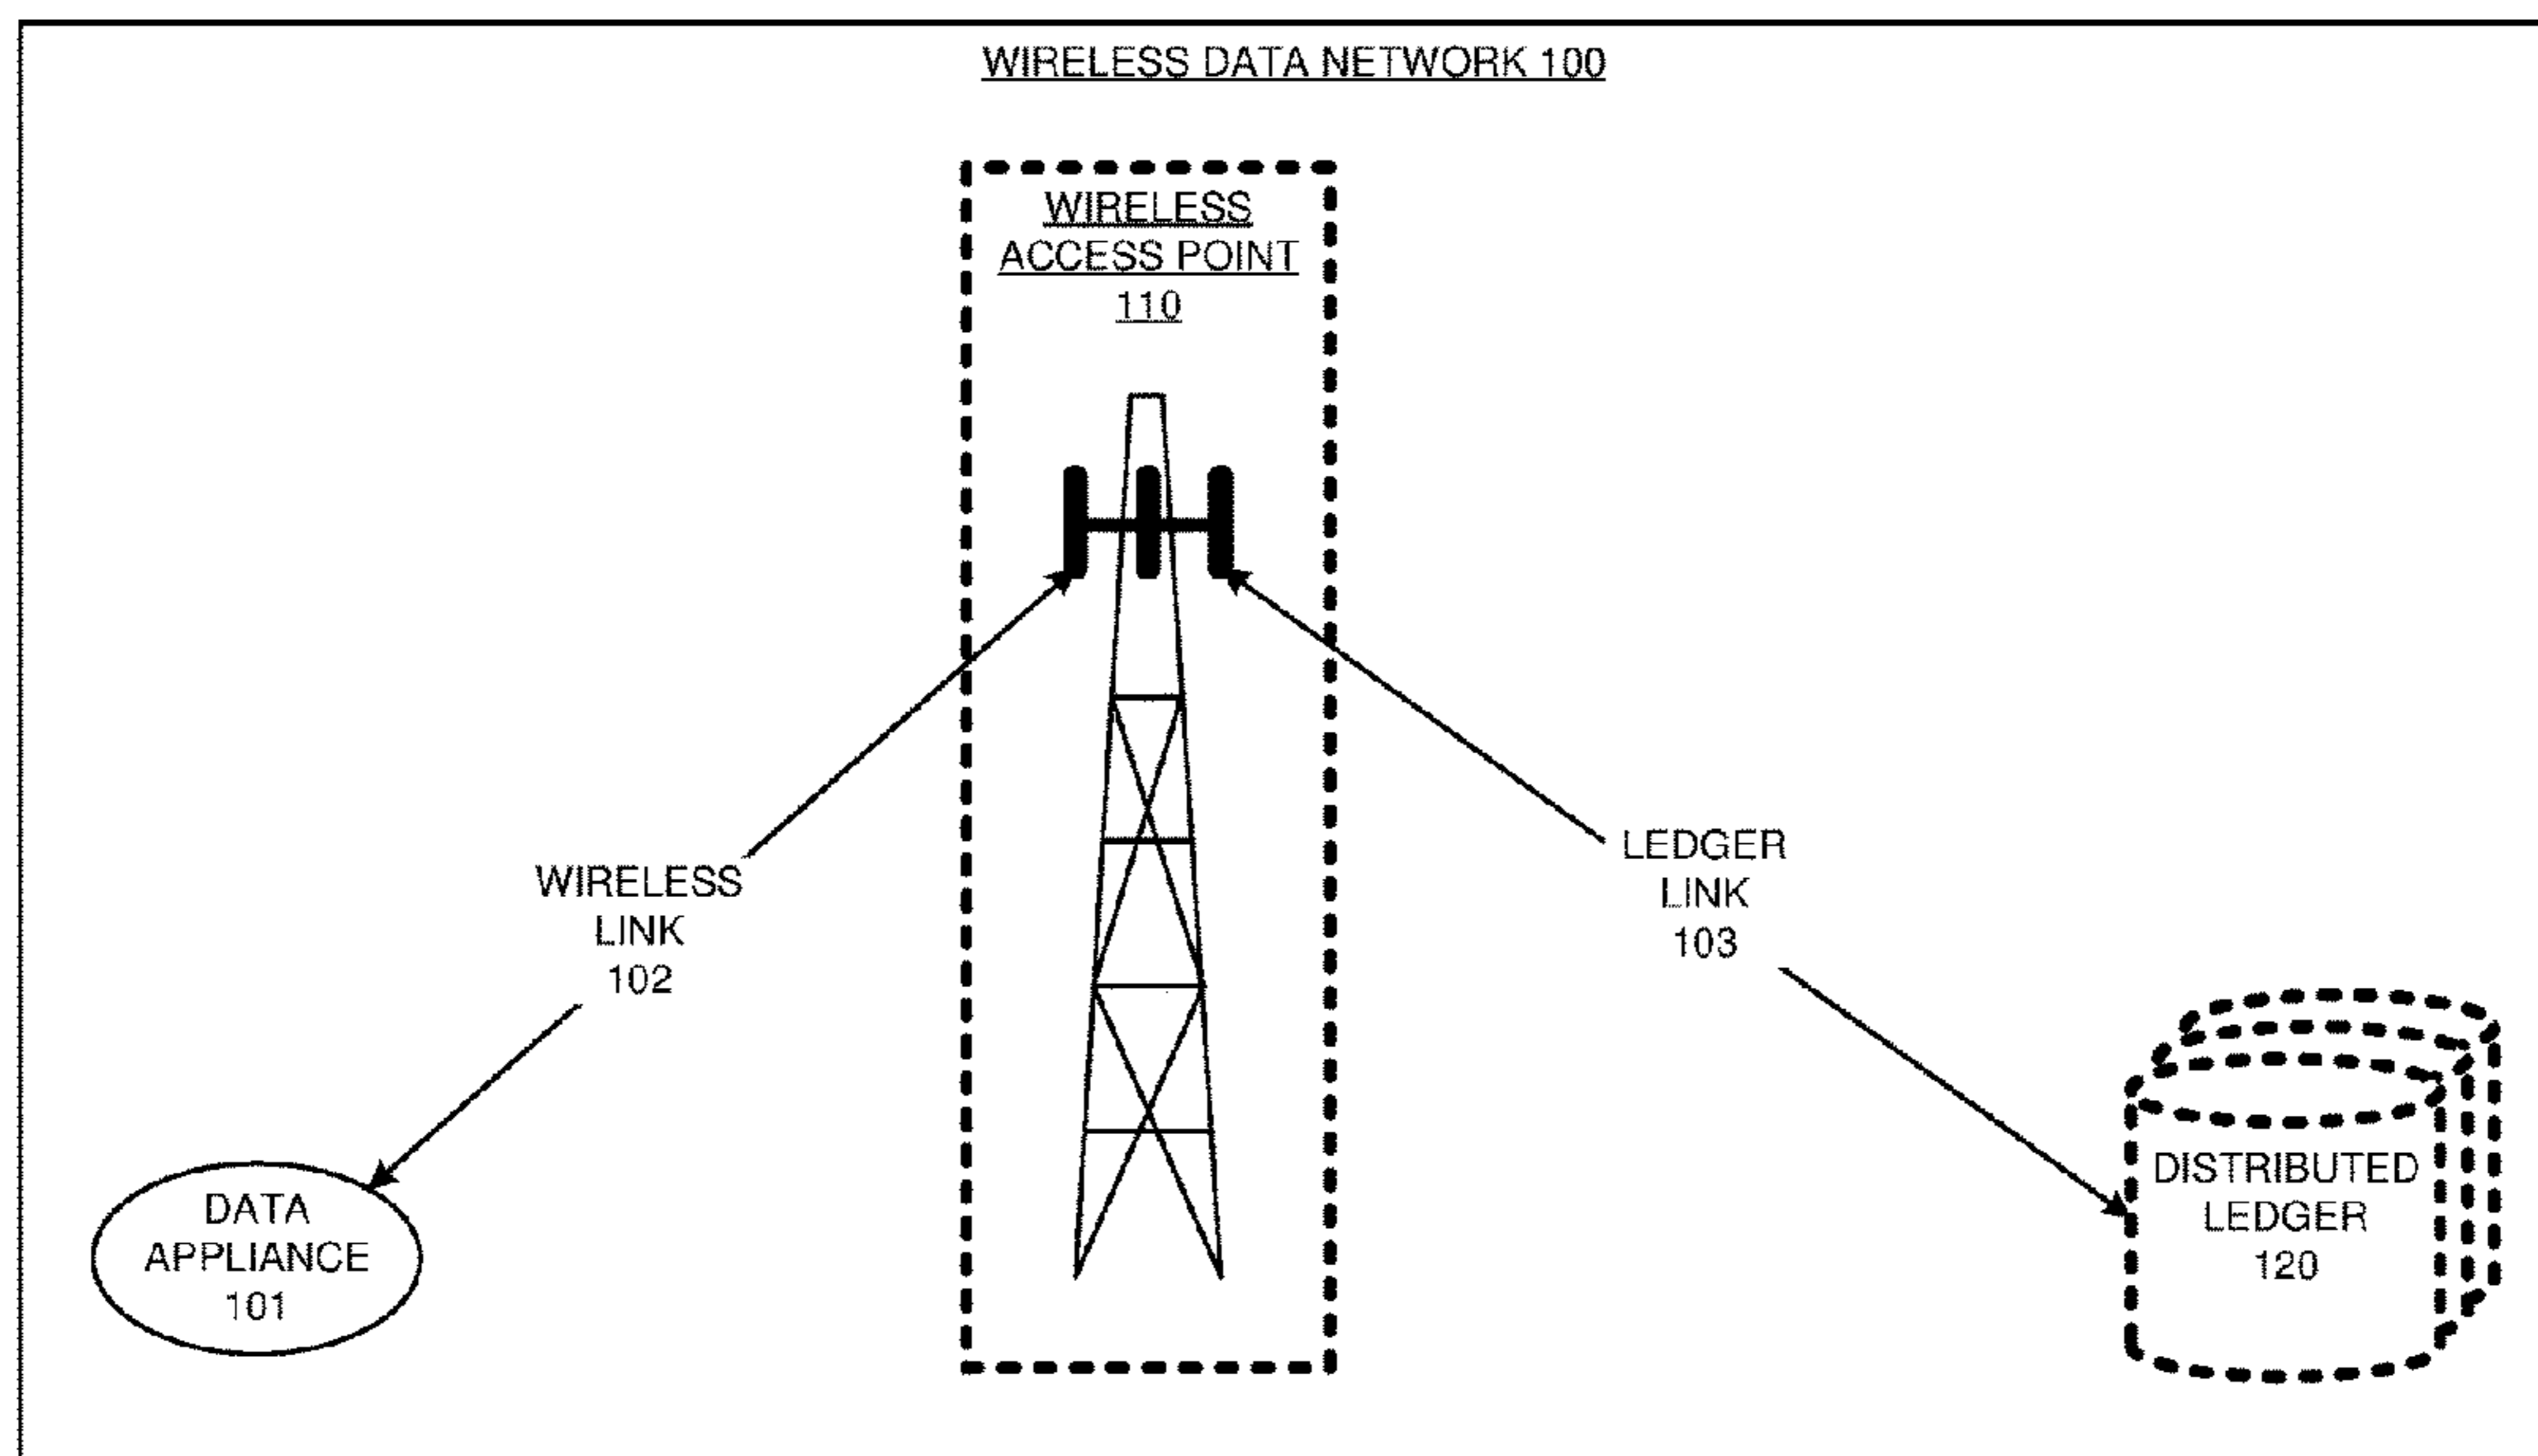 WIRELESS DATA NETWORK 100
WIRELESS
ACCESS POINT
110
WIRELESS
LINK
102
LEDGER
LINK
103
DATA
APPLIANCE
101
DISTRIBUTED
LEDGER
120